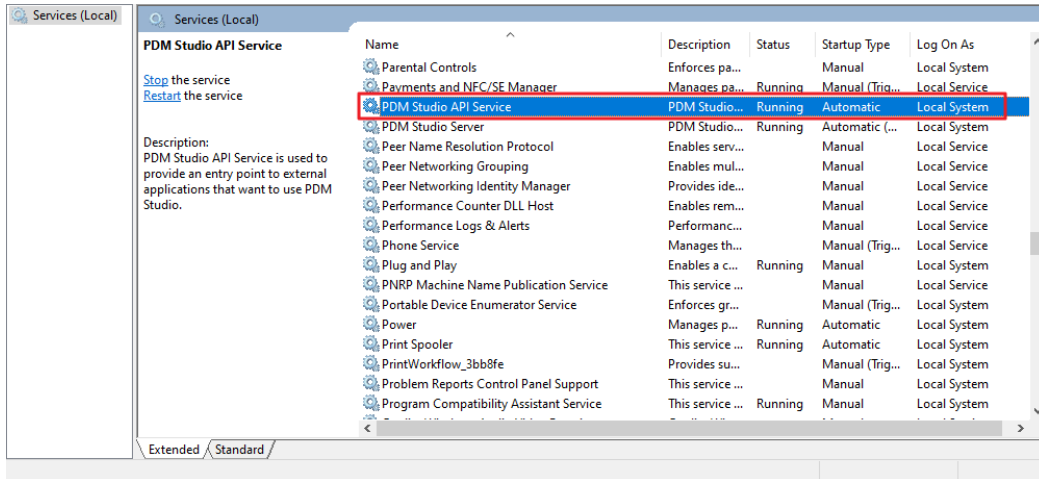 Services (Local)
Services (Local)
PDM Studio API Service
Stop the service
Restart the service
Description:
PDM Studio API Service is used to
provide an entry point to external
applications that want to use PDM
Studio.
Name Description Status Startup Type Log On As
Parental Controls Enforces pa... Manual Local System
Payments and NFC/SE Manager Manages pa... Running Manual (Trig... Local Service
PDM Studio API Service PDM Studio... Running Automatic Local System
PDM Studio Server PDM Studio... Running Automatic (... Local System
Peer Name Resolution Protocol Enables serv... Manual Local Service
Peer Networking Grouping Enables mul... Manual Local Service
Peer Networking Identity Manager Provides ide... Manual Local Service
Performance Counter DLL Host Enables rem... Manual Local Service
Performance Logs & Alerts Performanc... Manual Local Service
Phone Service Manages th... Manual (Trig... Local Service
Plug and Play Enables a c... Running Manual Local System
PNRP Machine Name Publication Service This service ... Manual Local Service
Portable Device Enumerator Service Enforces gr... Manual (Trig... Local System
Power Manages p... Running Automatic Local System
Print Spooler This service ... Running Automatic Local System
PrintWorkflow_3bb8fe Provides su... Manual (Trig... Local System
Problem Reports Control Panel Support This service ... Manual Local System
Program Compatibility Assistant Service This service ... Running Manual Local System
Extended Standard